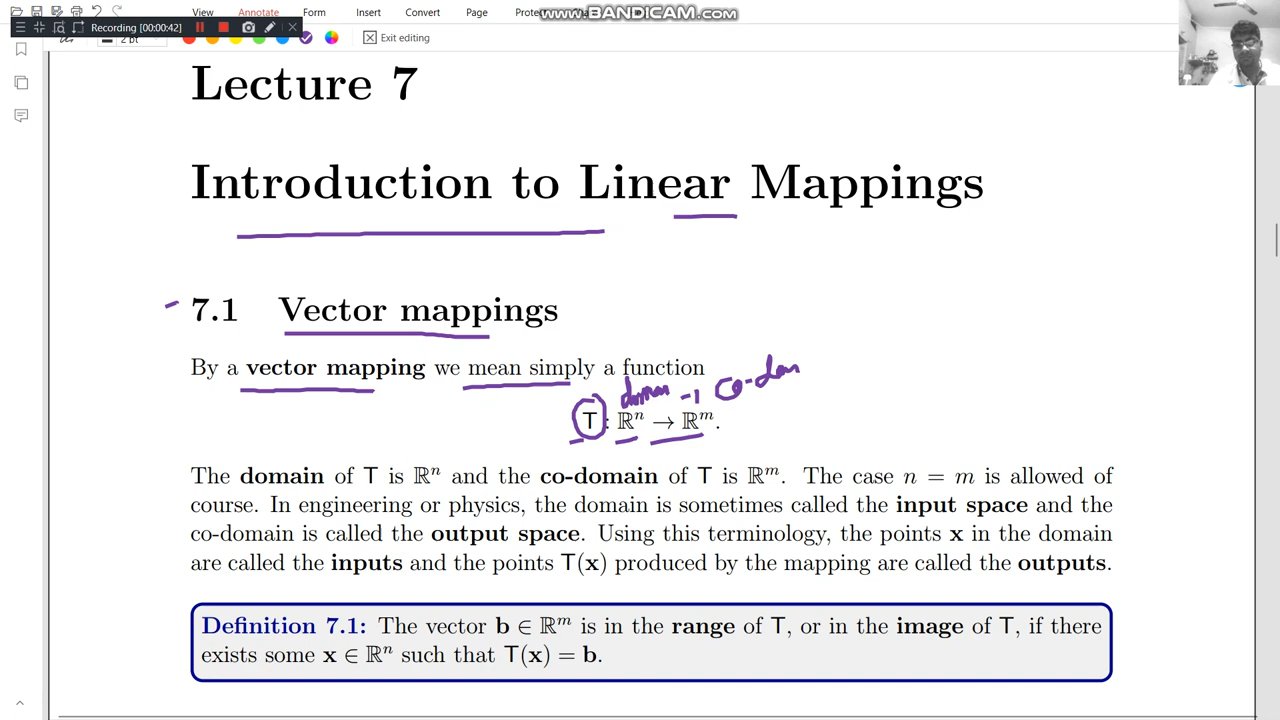 View Annotate Form Insert Convert Page
www.BANDICAM.com
Recording [00:00:42]
2 pt
Exit editing
Lecture 7
Introduction to Linear Mappings
7.1 Vector mappings
By a vector mapping we mean simply a function
domain → Co-dom
T : ℝⁿ → ℝᵐ.
The domain of T is ℝⁿ and the co-domain of T is ℝᵐ. The case n = m is allowed of
course. In engineering or physics, the domain is sometimes called the input space and the
co-domain is called the output space. Using this terminology, the points x in the domain
are called the inputs and the points T(x) produced by the mapping are called the outputs.
Definition 7.1: The vector b ∈ ℝᵐ is in the range of T, or in the image of T, if there
exists some x ∈ ℝⁿ such that T(x) = b.